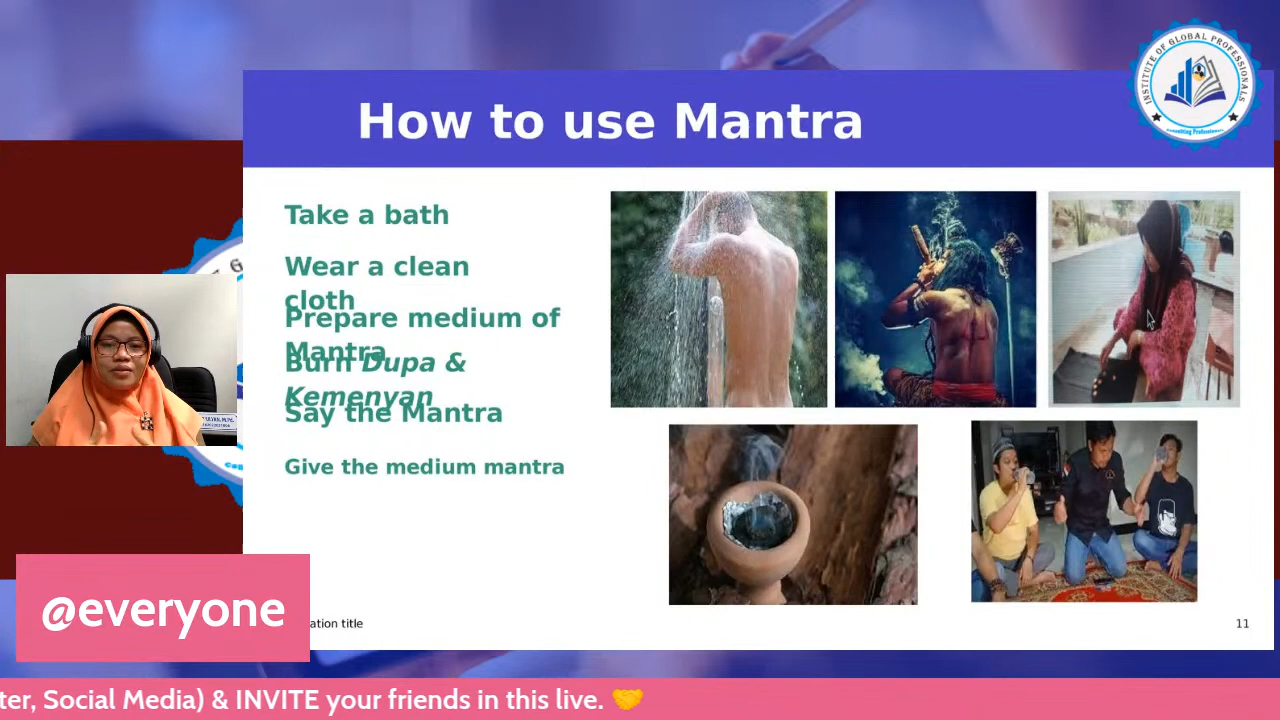 How to use Mantra
INSTITUTE OF GLOBAL PROFESSIONALS
Consulting Professionals
Take a bath
Wear a clean
cloth
Prepare medium of
Mantra
Burn Dupa &
Kemenyan
Say the Mantra
Give the medium mantra
@everyone
ation title
11
ter, Social Media) & INVITE your friends in this live. 🤝